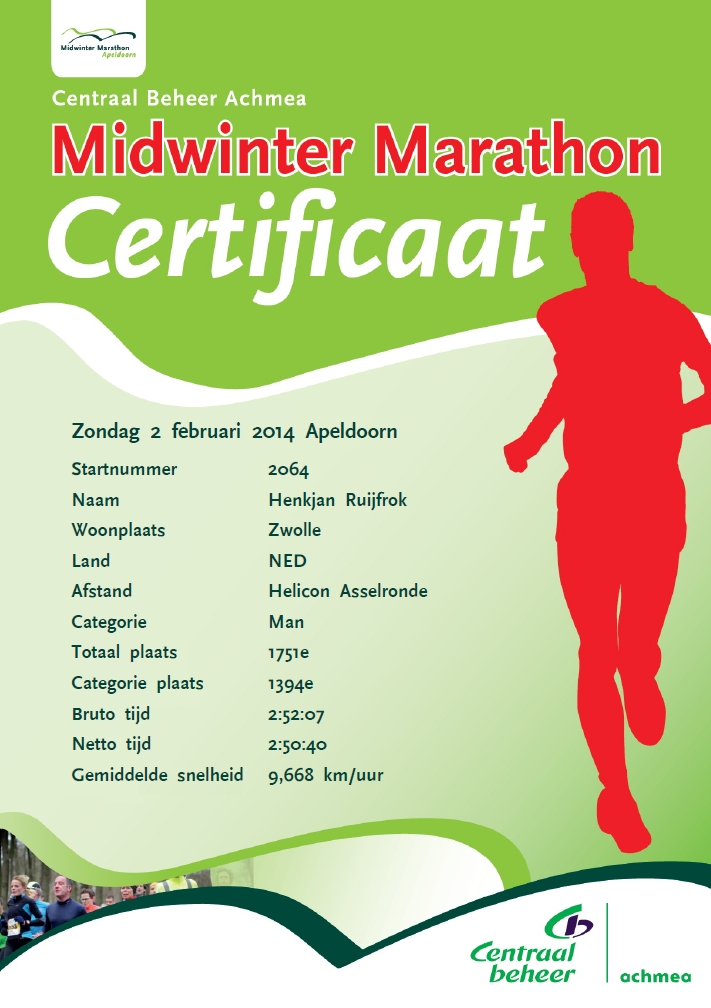 Midwinter Marathon
Apeldoorn
Centraal Beheer Achmea
Midwinter Marathon
Certificaat
Zondag 2 februari 2014 Apeldoorn
Startnummer 2064
Naam Henkjan Ruijfrok
Woonplaats Zwolle
Land NED
Afstand Helicon Asselronde
Categorie Man
Totaal plaats 1751e
Categorie plaats 1394e
Bruto tijd 2:52:07
Netto tijd 2:50:40
Gemiddelde snelheid 9,668 km/uur
Centraal
beheer
achmea